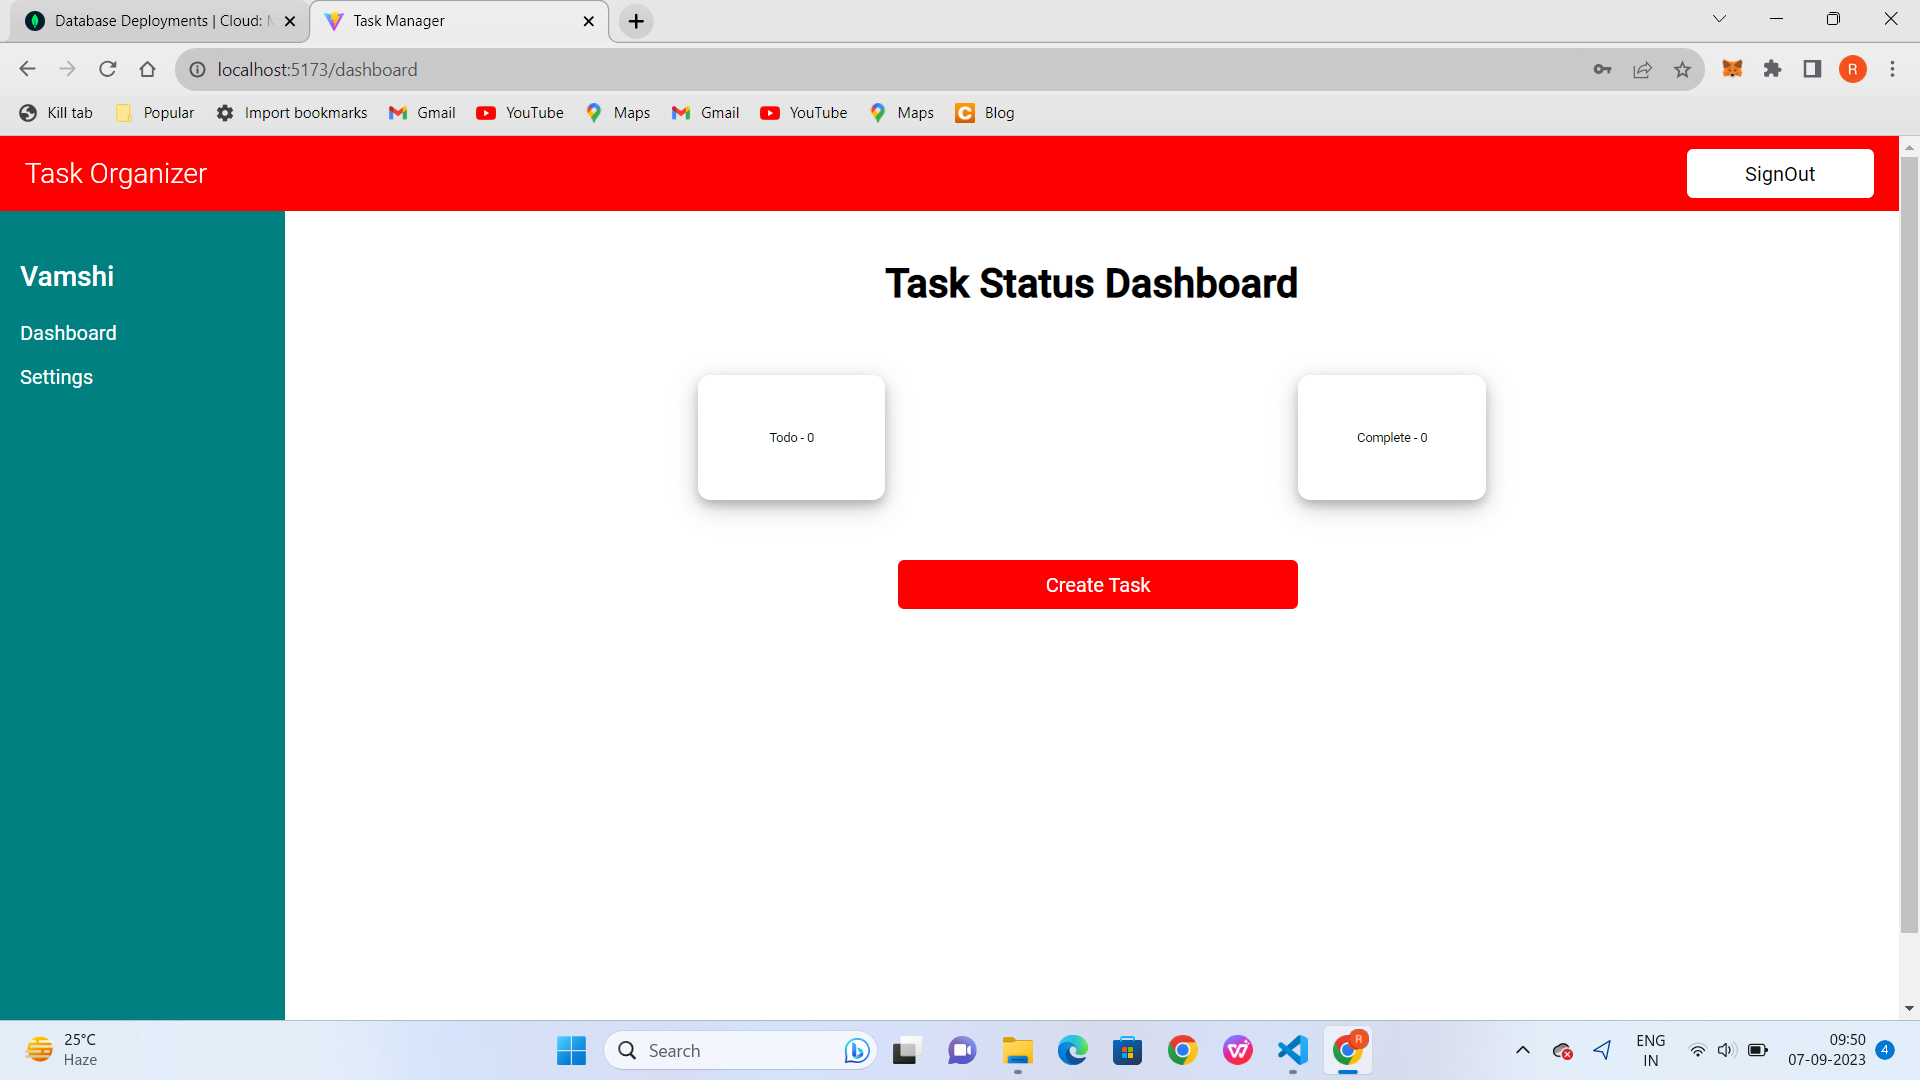 Database Deployments | Cloud:
Task Manager
localhost:5173/dashboard
R
Kill tab
Popular
Import bookmarks
Gmail
YouTube
Maps
Gmail
YouTube
Maps
Blog
Task Organizer
SignOut
Vamshi
Dashboard
Settings
Task Status Dashboard
Todo - 0
Complete - 0
Create Task
25°C
Haze
Search
R
ENG
IN
09:50
07-09-2023
4